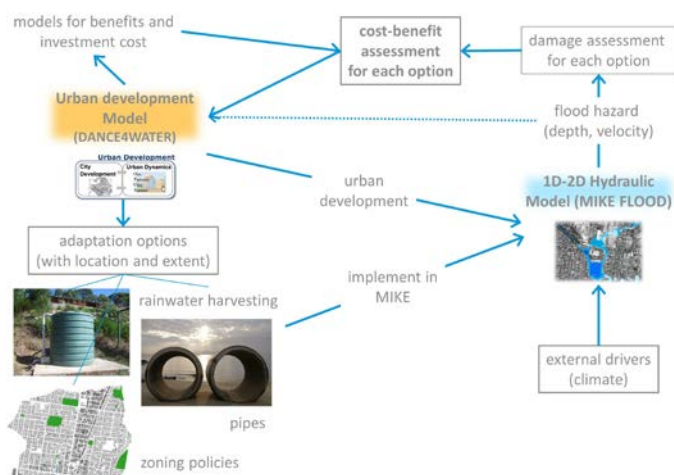 models for benefits and
investment cost
cost-benefit
assessment
for each option
damage assessment
for each option
Urban development
Model
(DANCE4WATER)
flood hazard
(depth, velocity)
Urban Development
City
Development
Urban Dynamics
urban
development
1D-2D Hydraulic
Model (MIKE FLOOD)
adaptation options
(with location and extent)
implement in
MIKE
rainwater harvesting
external drivers
(climate)
pipes
zoning policies